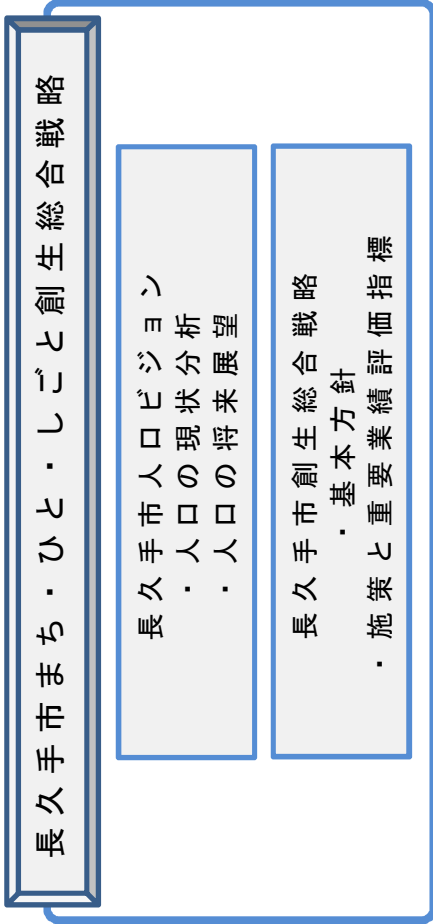 長久手市まち・ひと・しごと創生総合戦略
長久手市人口ビジョン
・人口の現状分析
・人口の将来展望
長久手市創生総合戦略
・基本方針
・施策と重要業績評価指標